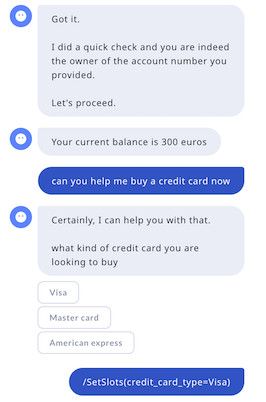 Got it.
I did a quick check and you are indeed
the owner of the account number you
provided.
Let's proceed.
Your current balance is 300 euros
can you help me buy a credit card now
Certainly, I can help you with that.
what kind of credit card you are
looking to buy
Visa
Master card
American express
/SetSlots(credit_card_type=Visa)